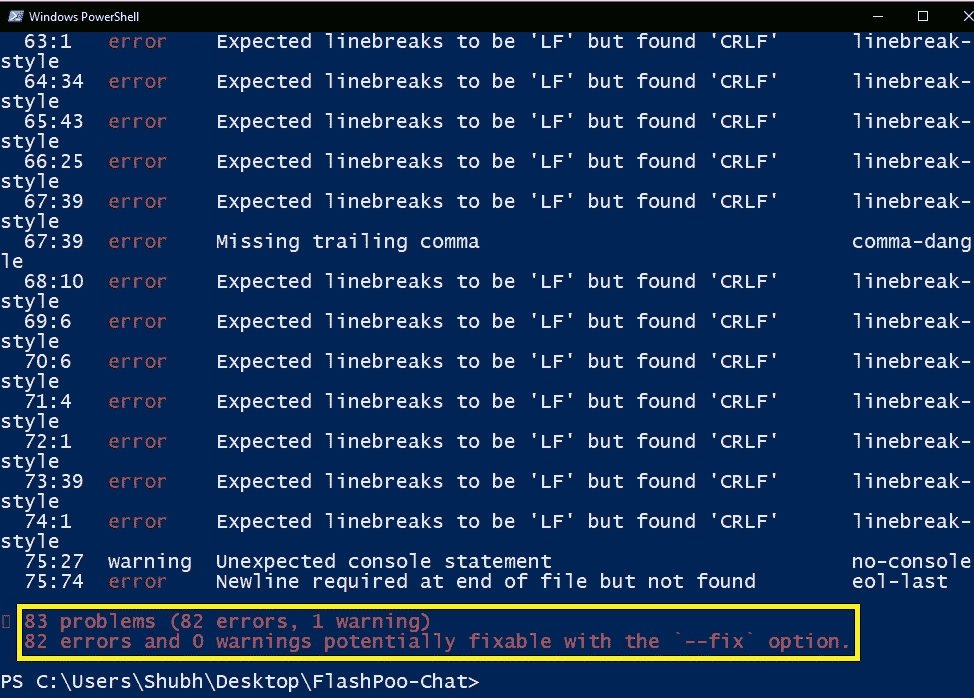 Windows PowerShell
63:1 error Expected linebreaks to be 'LF' but found 'CRLF' linebreak-
style
64:34 error Expected linebreaks to be 'LF' but found 'CRLF' linebreak-
style
65:43 error Expected linebreaks to be 'LF' but found 'CRLF' linebreak-
style
66:25 error Expected linebreaks to be 'LF' but found 'CRLF' linebreak-
style
67:39 error Expected linebreaks to be 'LF' but found 'CRLF' linebreak-
style
67:39 error Missing trailing comma comma-dang
le
68:10 error Expected linebreaks to be 'LF' but found 'CRLF' linebreak-
style
69:6 error Expected linebreaks to be 'LF' but found 'CRLF' linebreak-
style
70:6 error Expected linebreaks to be 'LF' but found 'CRLF' linebreak-
style
71:4 error Expected linebreaks to be 'LF' but found 'CRLF' linebreak-
style
72:1 error Expected linebreaks to be 'LF' but found 'CRLF' linebreak-
style
73:39 error Expected linebreaks to be 'LF' but found 'CRLF' linebreak-
style
74:1 error Expected linebreaks to be 'LF' but found 'CRLF' linebreak-
style
75:27 warning Unexpected console statement no-console
75:74 error Newline required at end of file but not found eol-last
83 problems (82 errors, 1 warning)
82 errors and 0 warnings potentially fixable with the `--fix` option.
PS C:\Users\Shubh\Desktop\FlashPoo-Chat>